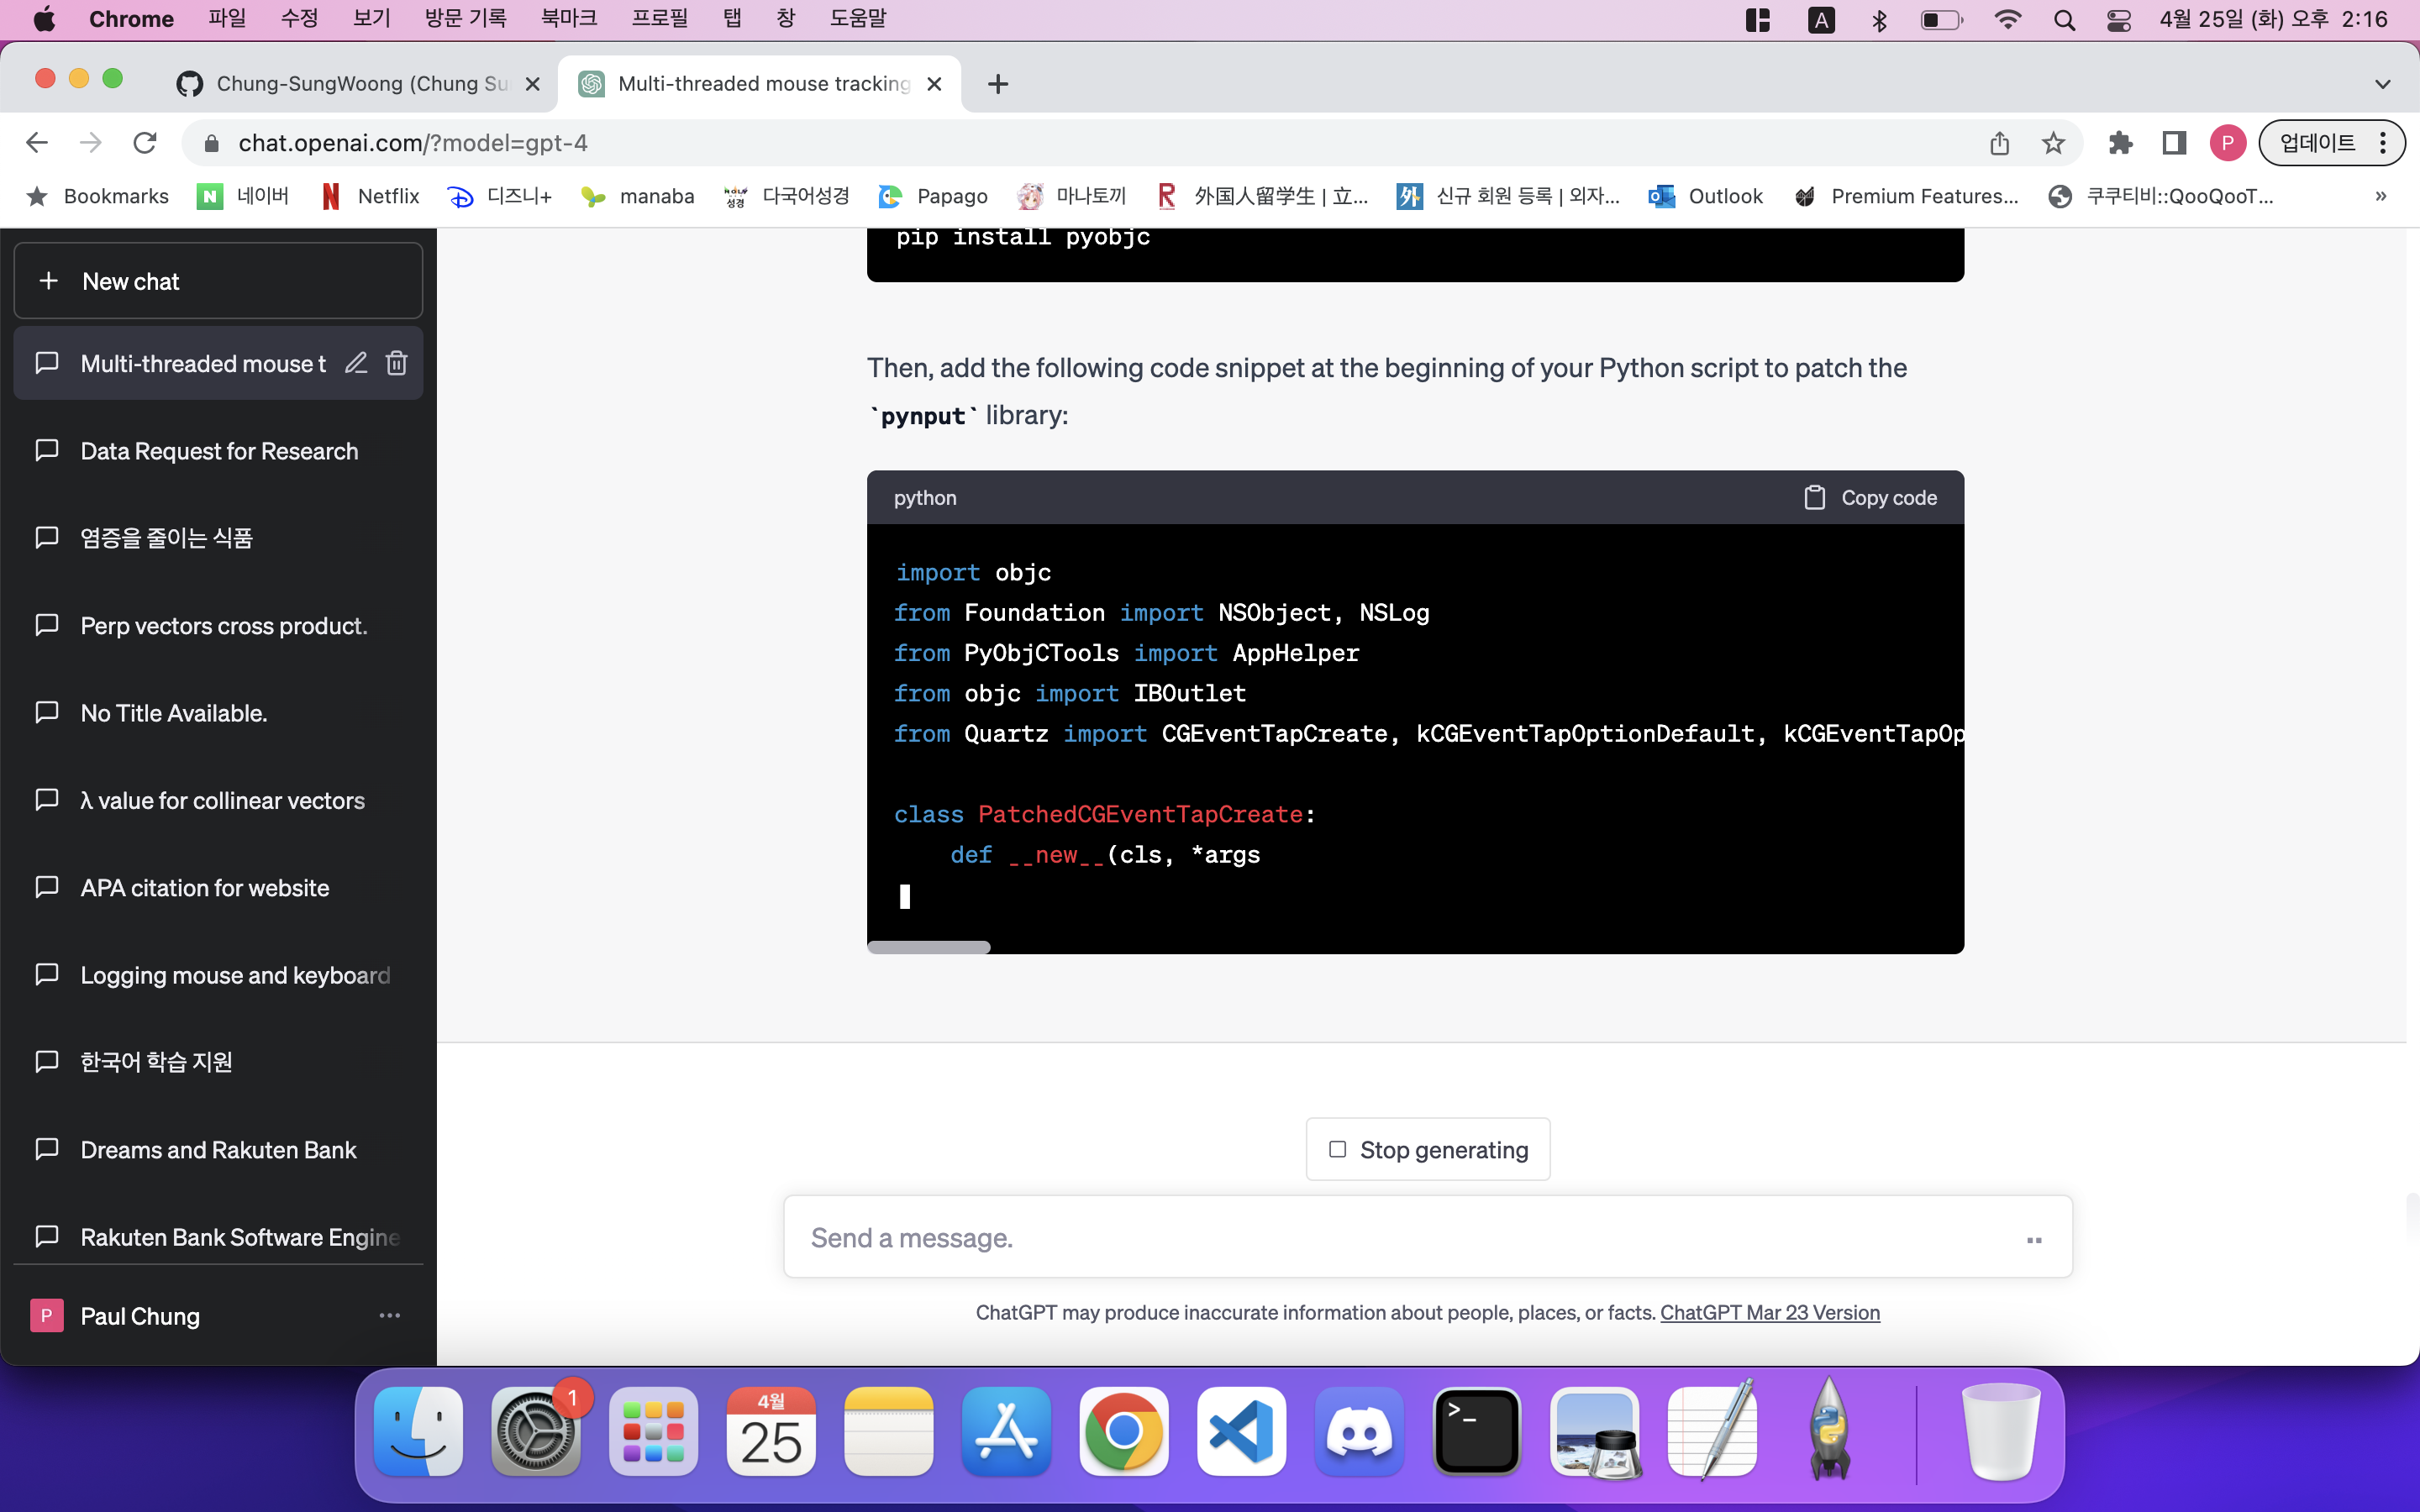 Chrome 파일 수정 보기 방문 기록 북마크 프로필 탭 창 도움말 A 4월 25일 (화) 오후 2:16
Chung-SungWoong (Chung Su Multi-threaded mouse tracking
chat.openai.com/?model=gpt-4 P 업데이트
Bookmarks N 네이버 N Netflix 디즈니+ manaba 다국어성경 Papago 마나토끼 R 外国人留学生 | 立... 外 신규 회원 등록 | 외자... Outlook Premium Features... 쿠쿠티비::QooQooT... »
New chat
Multi-threaded mouse t
Data Request for Research
염증을 줄이는 식품
Perp vectors cross product.
No Title Available.
λ value for collinear vectors
APA citation for website
Logging mouse and keyboard
한국어 학습 지원
Dreams and Rakuten Bank
Rakuten Bank Software Engine
P Paul Chung
pip install pyobjc
Then, add the following code snippet at the beginning of your Python script to patch the
`pynput` library:
python Copy code
import objc
from Foundation import NSObject, NSLog
from PyObjCTools import AppHelper
from objc import IBOutlet
from Quartz import CGEventTapCreate, kCGEventTapOptionDefault, kCGEventTapOp
class PatchedCGEventTapCreate:
def __new__(cls, *args
Stop generating
Send a message.
ChatGPT may produce inaccurate information about people, places, or facts. ChatGPT Mar 23 Version
1
4월
25
>_